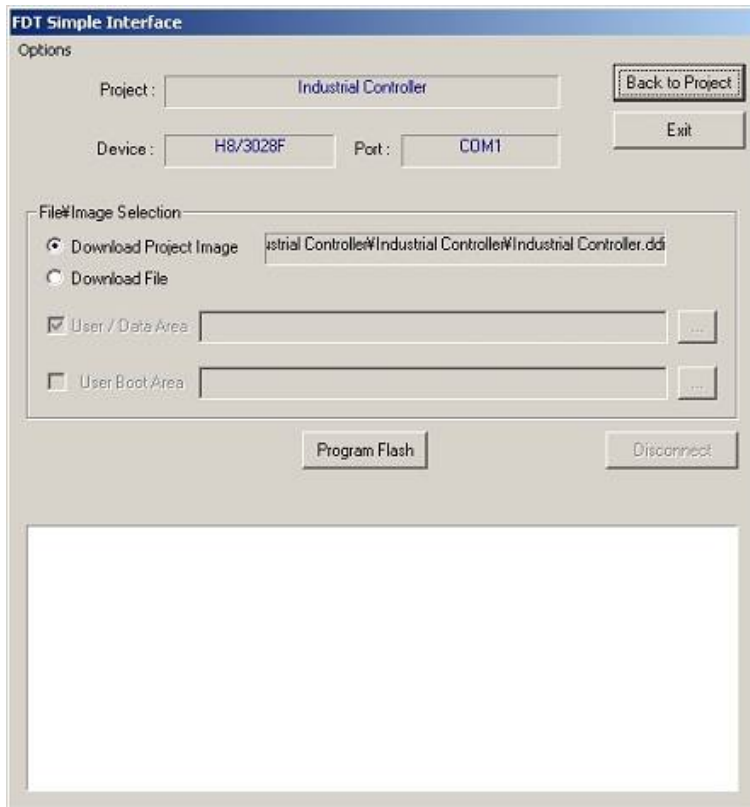 FDT Simple Interface
Options
Project : Industrial Controller Back to Project
Device : H8/3028F Port : COM1 Exit
File¥Image Selection
Download Project Image ustrial Controller¥Industrial Controller¥Industrial Controller.ddi
Download File
User / Data Area ...
User Boot Area ...
Program Flash Disconnect